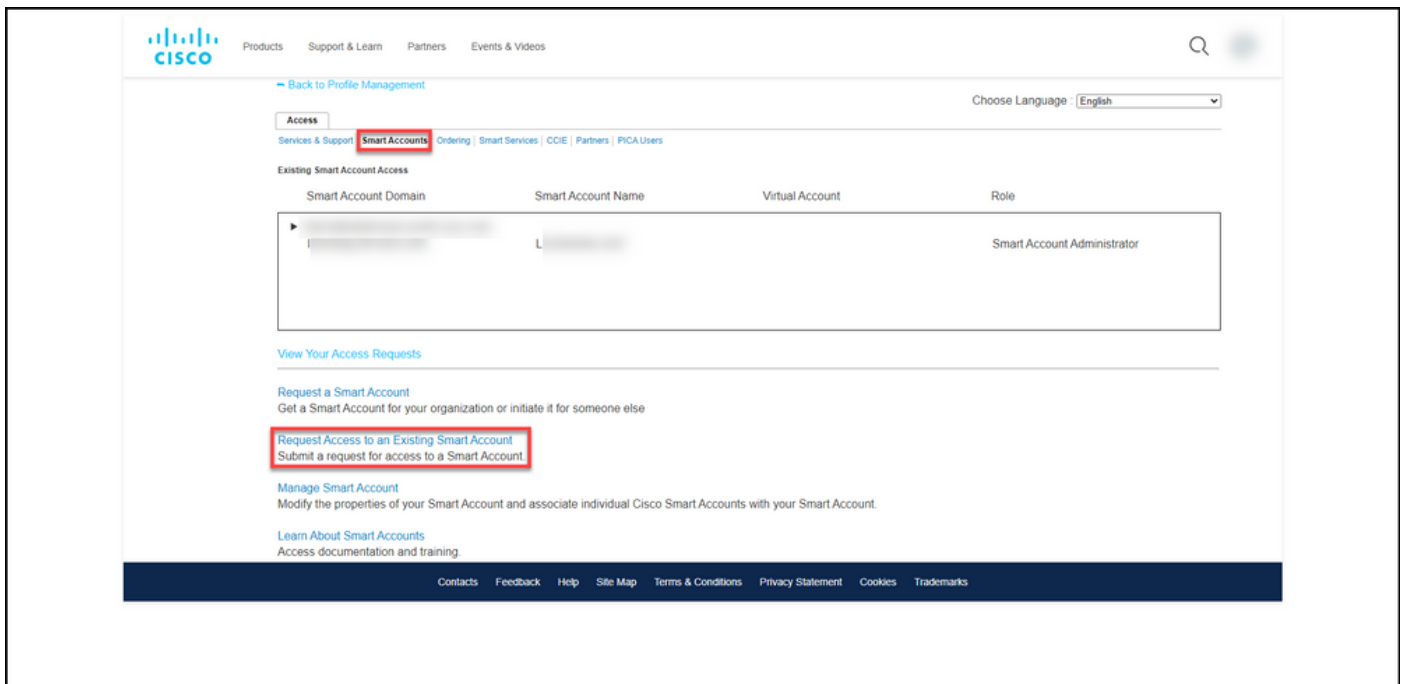 CISCO
Products Support & Learn Partners Events & Videos
Back to Profile Management
Choose Language : English
Access
Services & Support | Smart Accounts | Ordering | Smart Services | CCIE | Partners | PICA Users
Existing Smart Account Access
Smart Account Domain Smart Account Name Virtual Account Role
L Smart Account Administrator
View Your Access Requests
Request a Smart Account
Get a Smart Account for your organization or initiate it for someone else
Request Access to an Existing Smart Account
Submit a request for access to a Smart Account.
Manage Smart Account
Modify the properties of your Smart Account and associate individual Cisco Smart Accounts with your Smart Account.
Learn About Smart Accounts
Access documentation and training.
Contacts Feedback Help Site Map Terms & Conditions Privacy Statement Cookies Trademarks